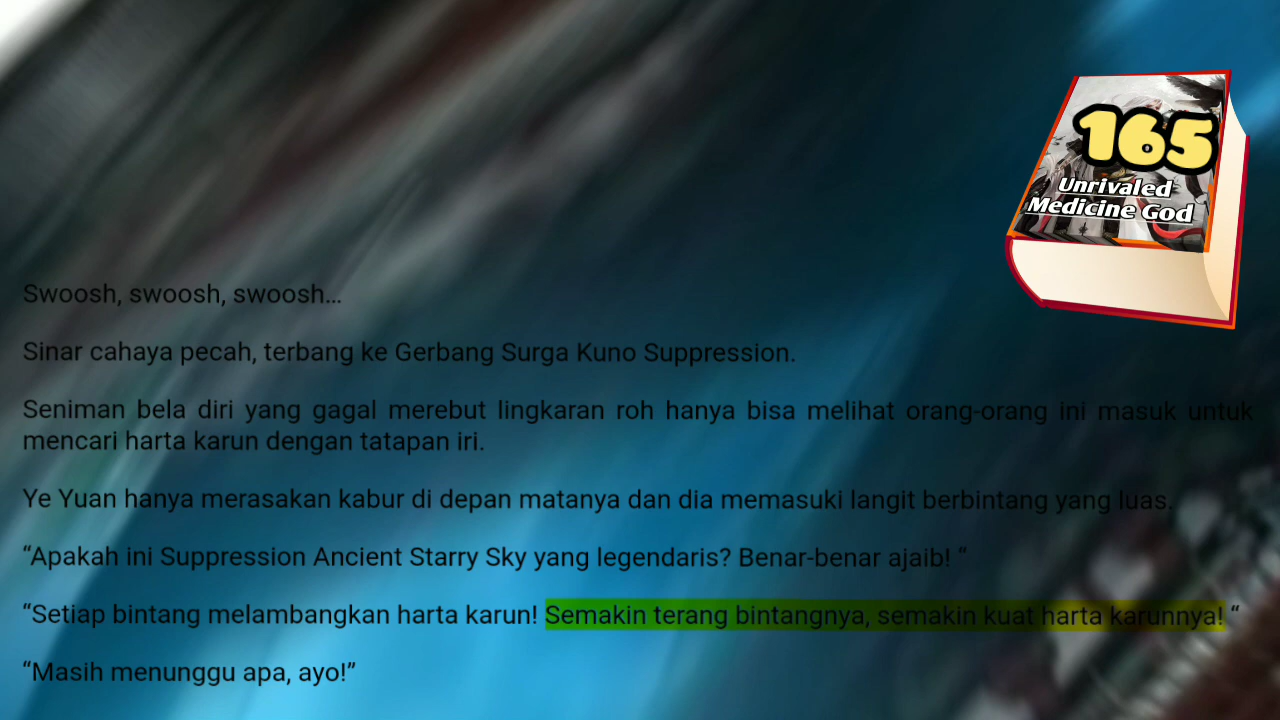 165
Unrivaled
Medicine God
Swoosh, swoosh, swoosh…
Sinar cahaya pecah, terbang ke Gerbang Surga Kuno Suppression.
Seniman bela diri yang gagal merebut lingkaran roh hanya bisa melihat orang-orang ini masuk untuk
mencari harta karun dengan tatapan iri.
Ye Yuan hanya merasakan kabur di depan matanya dan dia memasuki langit berbintang yang luas.
“Apakah ini Suppression Ancient Starry Sky yang legendaris? Benar-benar ajaib! “
“Setiap bintang melambangkan harta karun! Semakin terang bintangnya, semakin kuat harta karunnya! “
“Masih menunggu apa, ayo!”